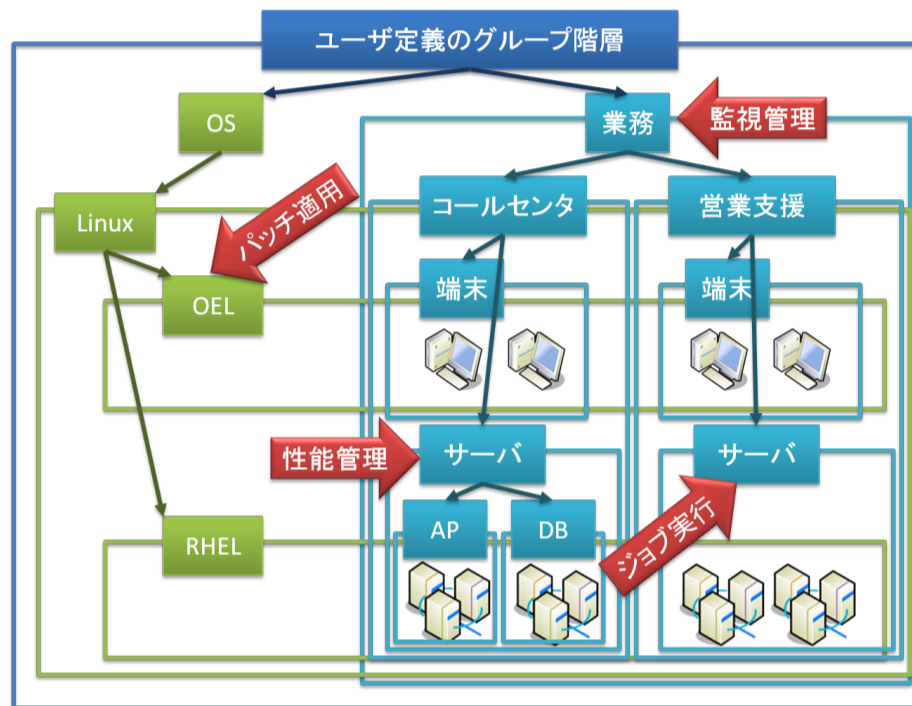 ユーザ定義のグループ階層
OS
業務
監視管理
Linux
パッチ適用
コールセンタ
営業支援
OEL
端末
端末
性能管理
サーバ
サーバ
AP
DB
ジョブ実行
RHEL